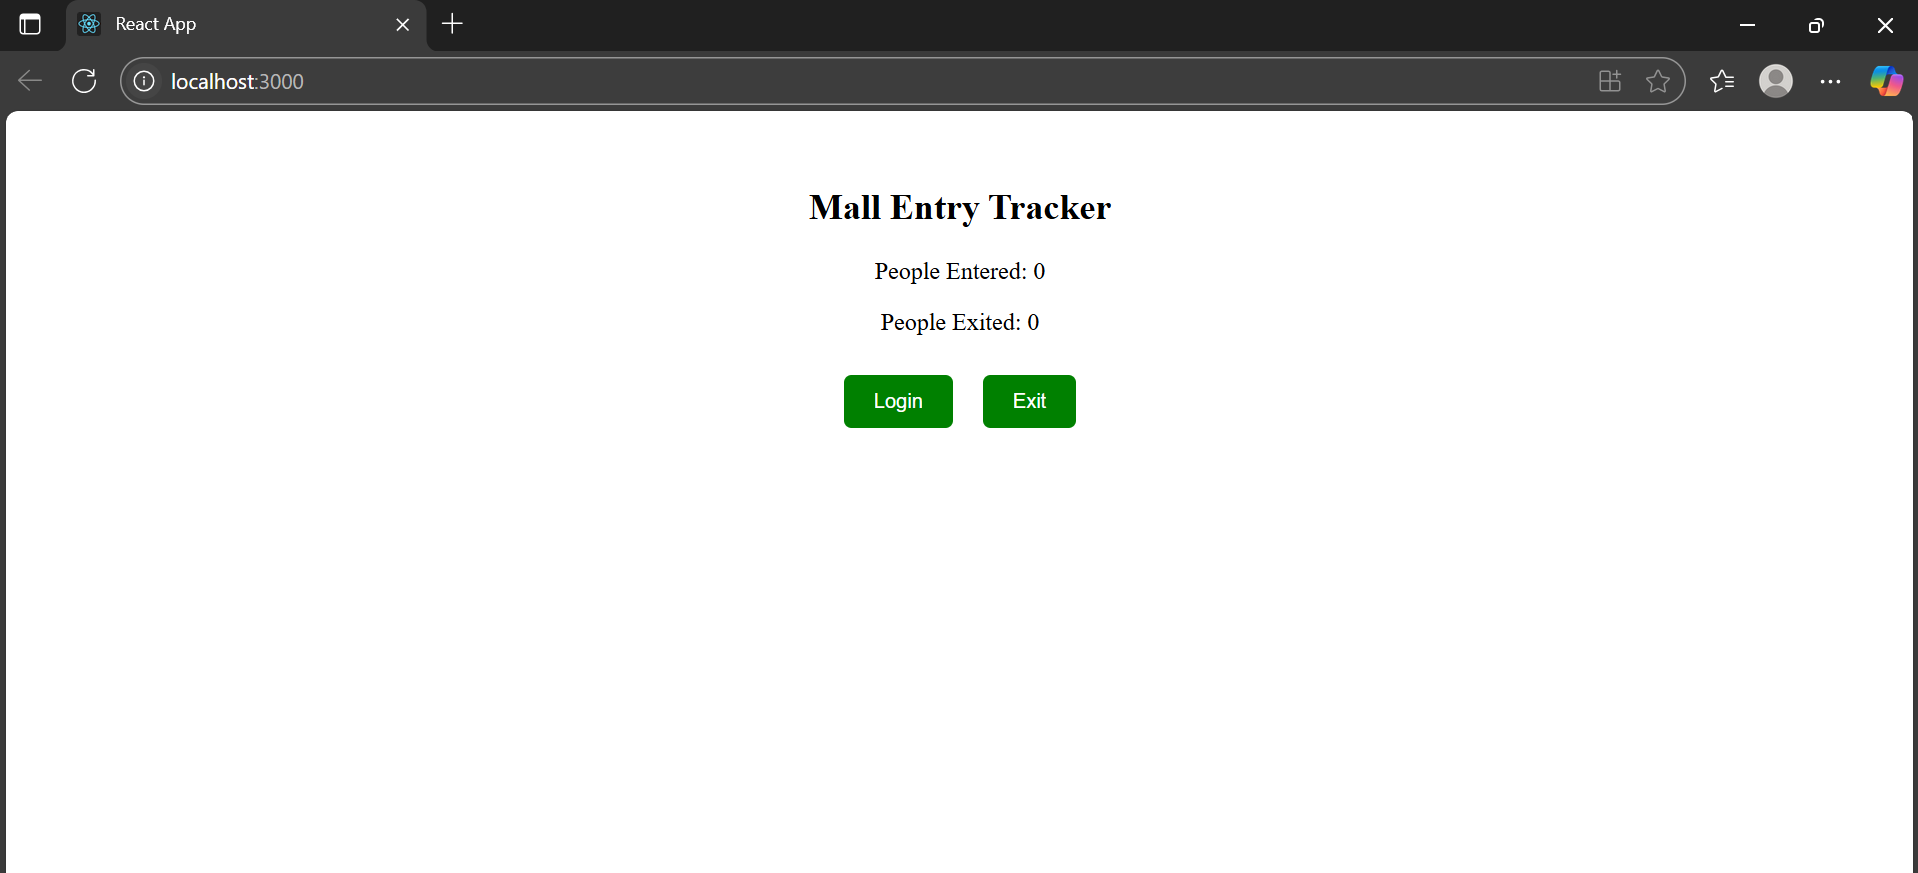 React App
localhost:3000
Mall Entry Tracker
People Entered: 0
People Exited: 0
Login Exit